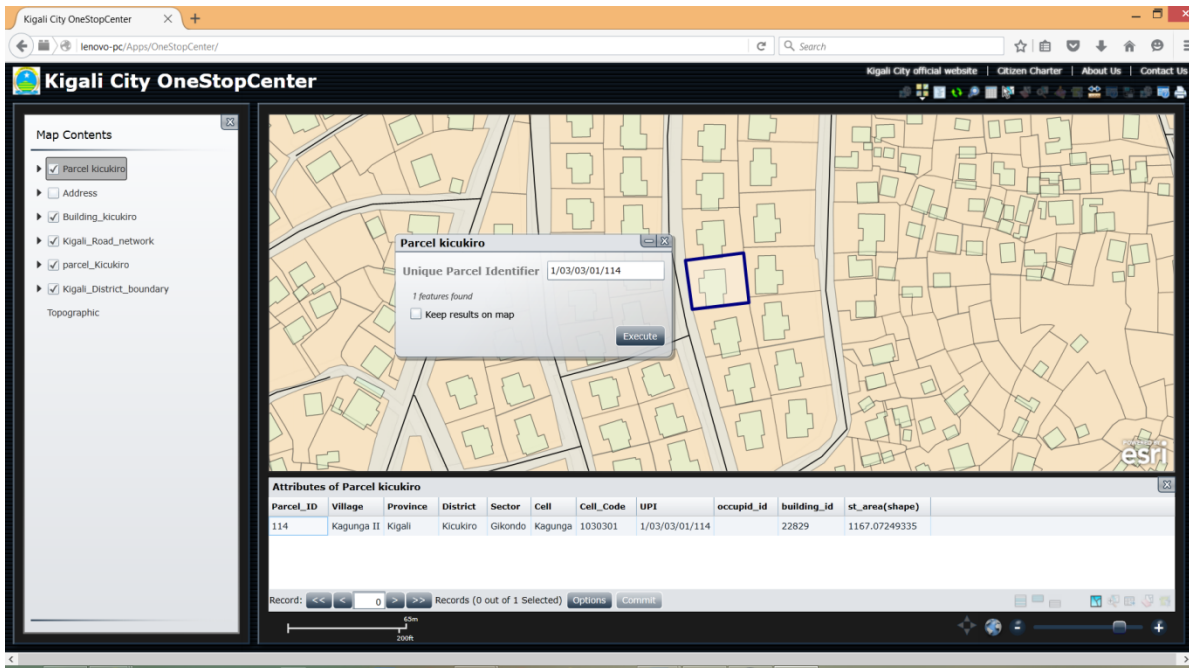 Kigali City OneStopCenter
lenovo-pc/Apps/OneStopCenter/
Search
Kigali City OneStopCenter
Kigali City official website | Citizen Charter | About Us | Contact Us
Map Contents
Parcel kicukiro
Address
Building_kicukiro
Kigali_Road_network
parcel_Kicukiro
Kigali_District_boundary
Topographic
Parcel kicukiro
Unique Parcel Identifier 1/03/03/01/114
1 features found
Keep results on map
Execute
POWERED BY
esri
Attributes of Parcel kicukiro
Parcel_ID Village Province District Sector Cell Cell_Code UPI occupid_id building_id st_area(shape)
114 Kagunga II Kigali Kicukiro Gikondo Kagunga 1030301 1/03/03/01/114 22829 1167.07249335
Record: << < 0 > >> Records (0 out of 1 Selected) Options Commit
65m
200ft